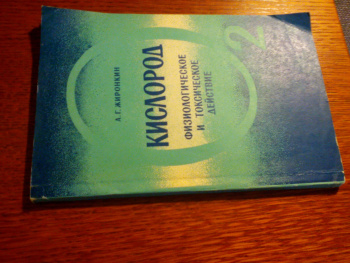 А. Г. ЖИРОНКИН
КИСЛОРОД
ФИЗИОЛОГИЧЕСКОЕ
И ТОКСИЧЕСКОЕ
ДЕЙСТВИЕ
O2